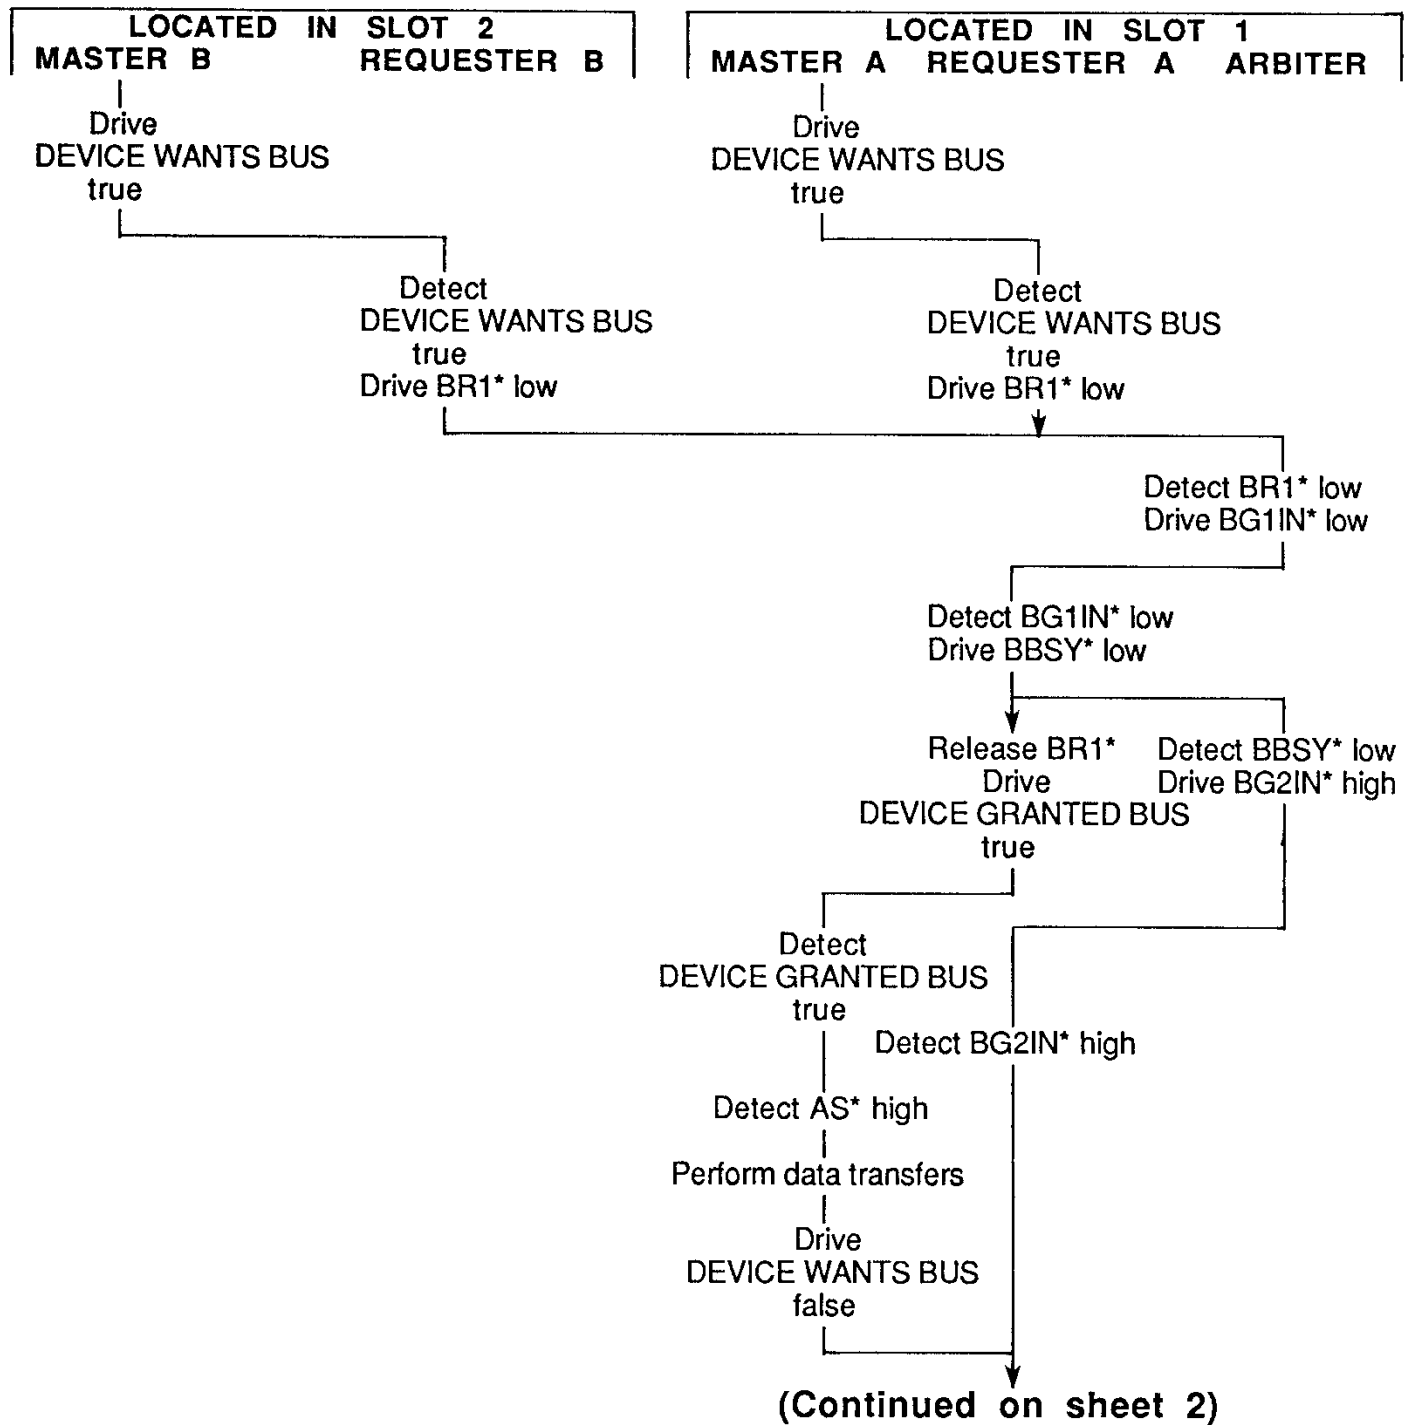 LOCATED IN SLOT 2
MASTER B REQUESTER B
LOCATED IN SLOT 1
MASTER A REQUESTER A ARBITER
Drive
DEVICE WANTS BUS
true
Drive
DEVICE WANTS BUS
true
Detect
DEVICE WANTS BUS
true
Drive BR1* low
Detect
DEVICE WANTS BUS
true
Drive BR1* low
Detect BR1* low
Drive BG1IN* low
Detect BG1IN* low
Drive BBSY* low
Release BR1*
Drive
DEVICE GRANTED BUS
true
Detect BBSY* low
Drive BG2IN* high
Detect
DEVICE GRANTED BUS
true
Detect BG2IN* high
Detect AS* high
Perform data transfers
Drive
DEVICE WANTS BUS
false
(Continued on sheet 2)